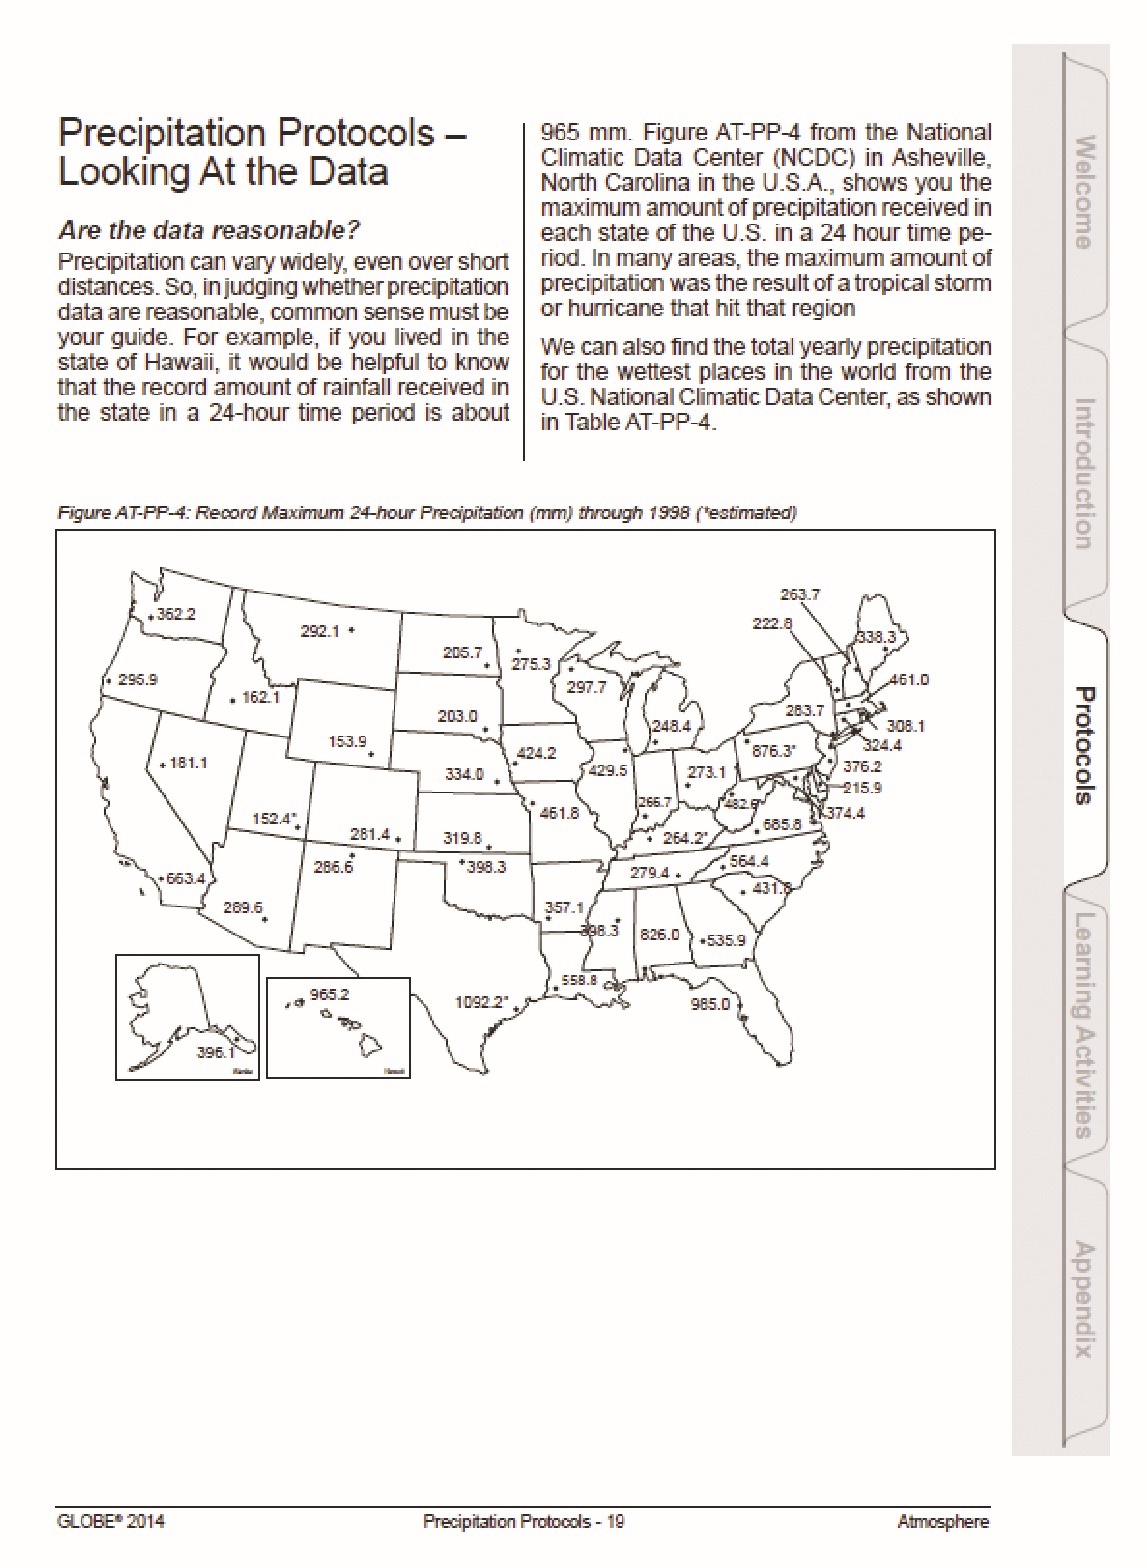 Precipitation Protocols –
Looking At the Data
Are the data reasonable?
Precipitation can vary widely, even over short
distances. So, in judging whether precipitation
data are reasonable, common sense must be
your guide. For example, if you lived in the
state of Hawaii, it would be helpful to know
that the record amount of rainfall received in
the state in a 24-hour time period is about
965 mm. Figure AT-PP-4 from the National
Climatic Data Center (NCDC) in Asheville,
North Carolina in the U.S.A., shows you the
maximum amount of precipitation received in
each state of the U.S. in a 24 hour time pe-
riod. In many areas, the maximum amount of
precipitation was the result of a tropical storm
or hurricane that hit that region
We can also find the total yearly precipitation
for the wettest places in the world from the
U.S. National Climatic Data Center, as shown
in Table AT-PP-4.
Figure AT-PP-4: Record Maximum 24-hour Precipitation (mm) through 1998 (*estimated)
263.7
362.2
222.8
292.1
338.3
205.7
275.3
295.9
461.0
297.7
162.1
283.7
203.0
248.4
308.1
153.9
324.4
424.2
876.3*
181.1
376.2
334.0
429.5
273.1
215.9
266.7
482.6
461.8
374.4
152.4*
685.8
281.4
319.8
264.2*
286.6
398.3
564.4
279.4
663.4
431.8
289.6
357.1
398.3
826.0
535.9
558.8
965.2
1092.2*
985.0
396.1
Alaska
Hawaii
Welcome
Introduction
Protocols
Learning Activities
Appendix
GLOBE® 2014
Precipitation Protocols - 19
Atmosphere